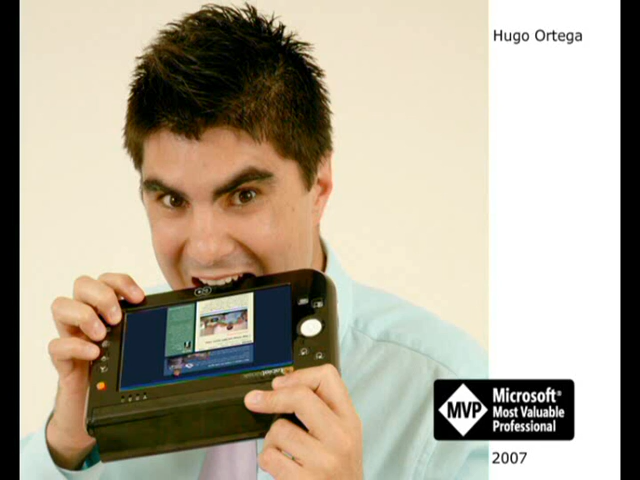 Hugo Ortega
MVP
Microsoft®
Most Valuable
Professional
2007